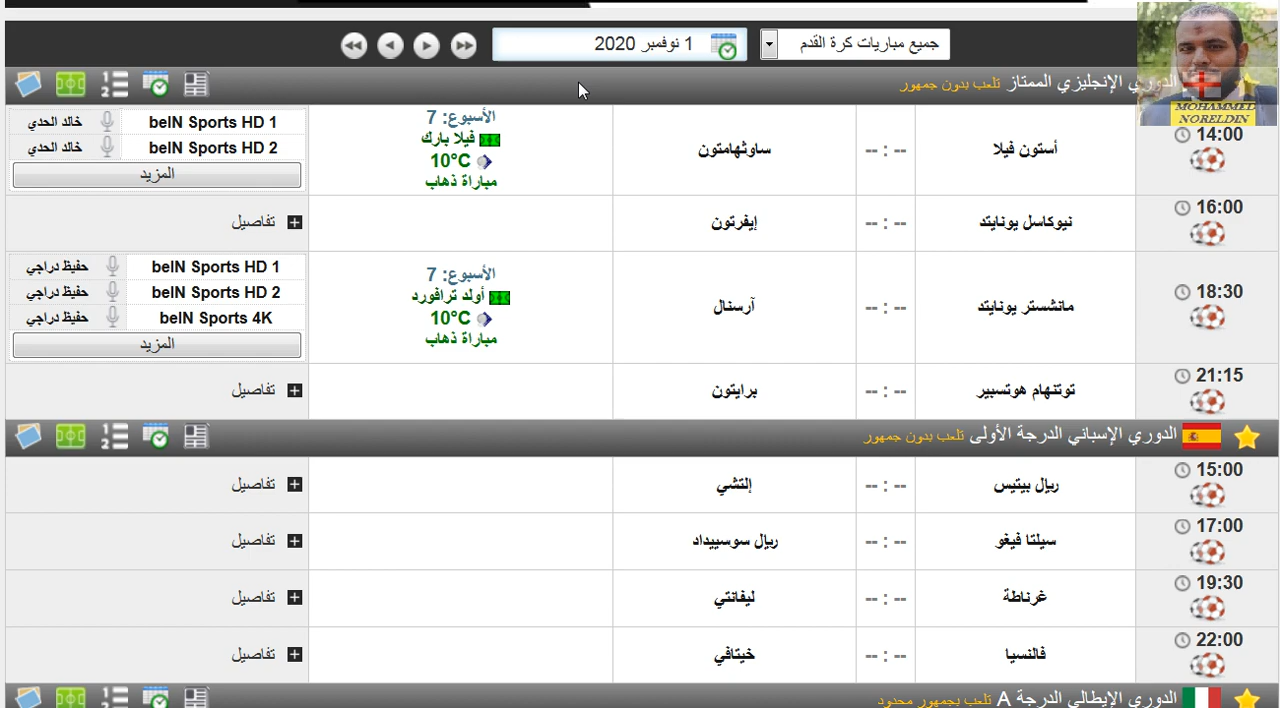 جميع مباريات كرة القدم
1 نوفمبر 2020
MOHAMMED
NORELDIN
الدوري الإنجليزي الممتاز تلعب بدون جمهور
14:00
أستون فيلا
-- : --
ساوثهامتون
الأسبوع: 7
فيلا بارك
10°C
مباراة ذهاب
beIN Sports HD 1 خالد الحدي
beIN Sports HD 2 خالد الحدي
المزيد
16:00
نيوكاسل يونايتد
-- : --
إيفرتون
تفاصيل
18:30
مانشستر يونايتد
-- : --
آرسنال
الأسبوع: 7
أولد ترافورد
10°C
مباراة ذهاب
beIN Sports HD 1 حفيظ دراجي
beIN Sports HD 2 حفيظ دراجي
beIN Sports 4K حفيظ دراجي
المزيد
21:15
توتنهام هوتسبير
-- : --
برايتون
تفاصيل
الدوري الإسباني الدرجة الأولى تلعب بدون جمهور
15:00
ريال بيتيس
-- : --
إلتشي
تفاصيل
17:00
سيلتا فيغو
-- : --
ريال سوسييداد
تفاصيل
19:30
غرناطة
-- : --
ليفانتي
تفاصيل
22:00
فالنسيا
-- : --
خيتافي
تفاصيل
الدوري الإيطالي الدرجة A تلعب بجمهور محدود